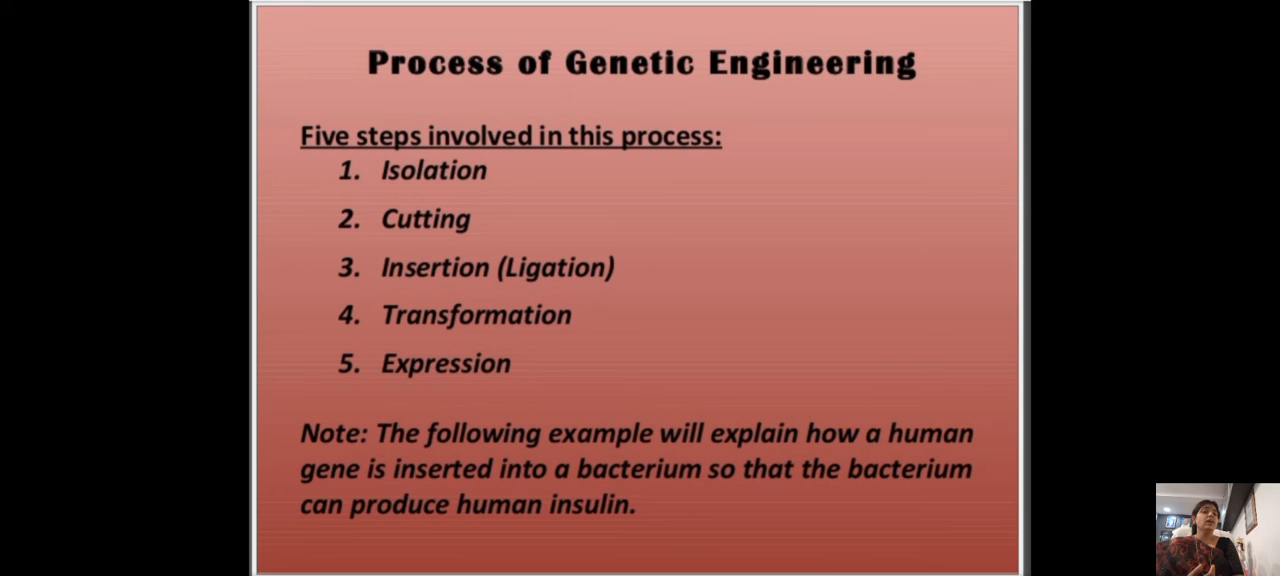 Process of Genetic Engineering
Five steps involved in this process:
1. Isolation
2. Cutting
3. Insertion (Ligation)
4. Transformation
5. Expression
Note: The following example will explain how a human
gene is inserted into a bacterium so that the bacterium
can produce human insulin.